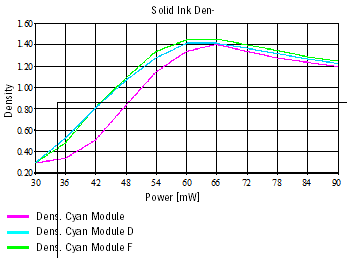 Solid Ink Den-
1.60
1.40
1.20
1.00
0.80
0.60
0.40
0.20
Density
30 36 42 48 54 60 66 72 78 84 90
Power [mW]
Dens. Cyan Module
Dens. Cyan Module D
Dens. Cyan Module F